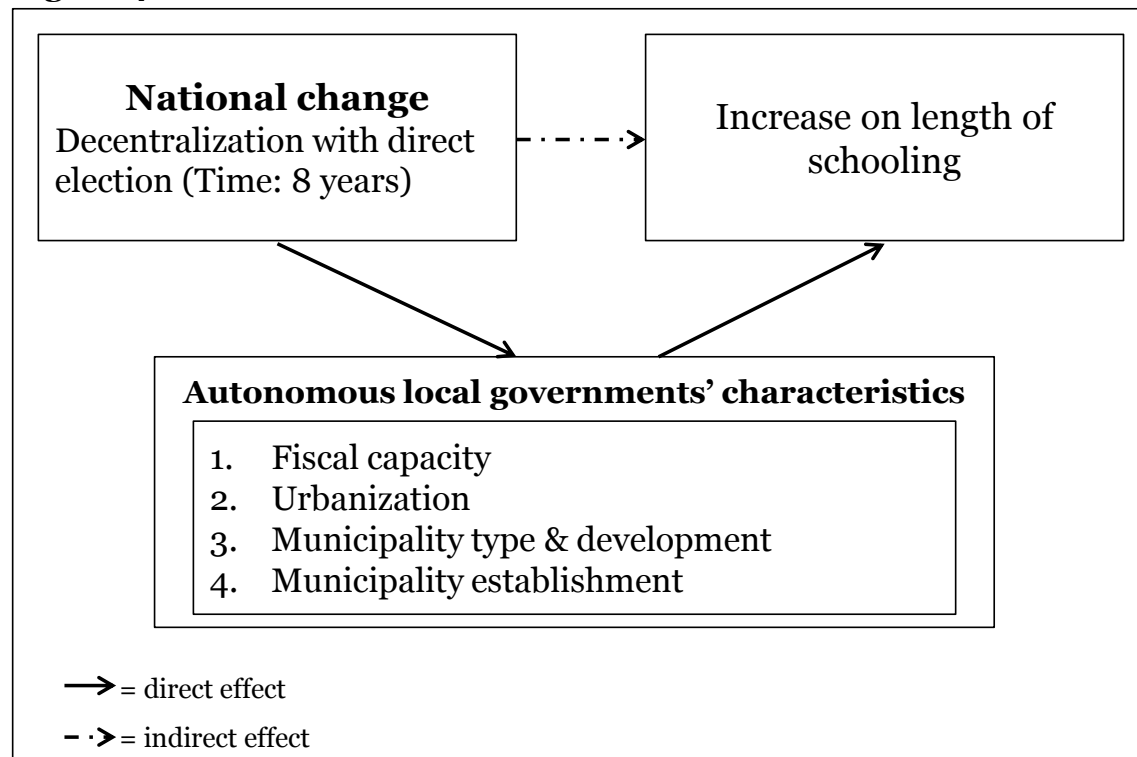 National change
Decentralization with direct
election (Time: 8 years)
Increase on length of
schooling
Autonomous local governments’ characteristics
1. Fiscal capacity
2. Urbanization
3. Municipality type & development
4. Municipality establishment
= direct effect
= indirect effect